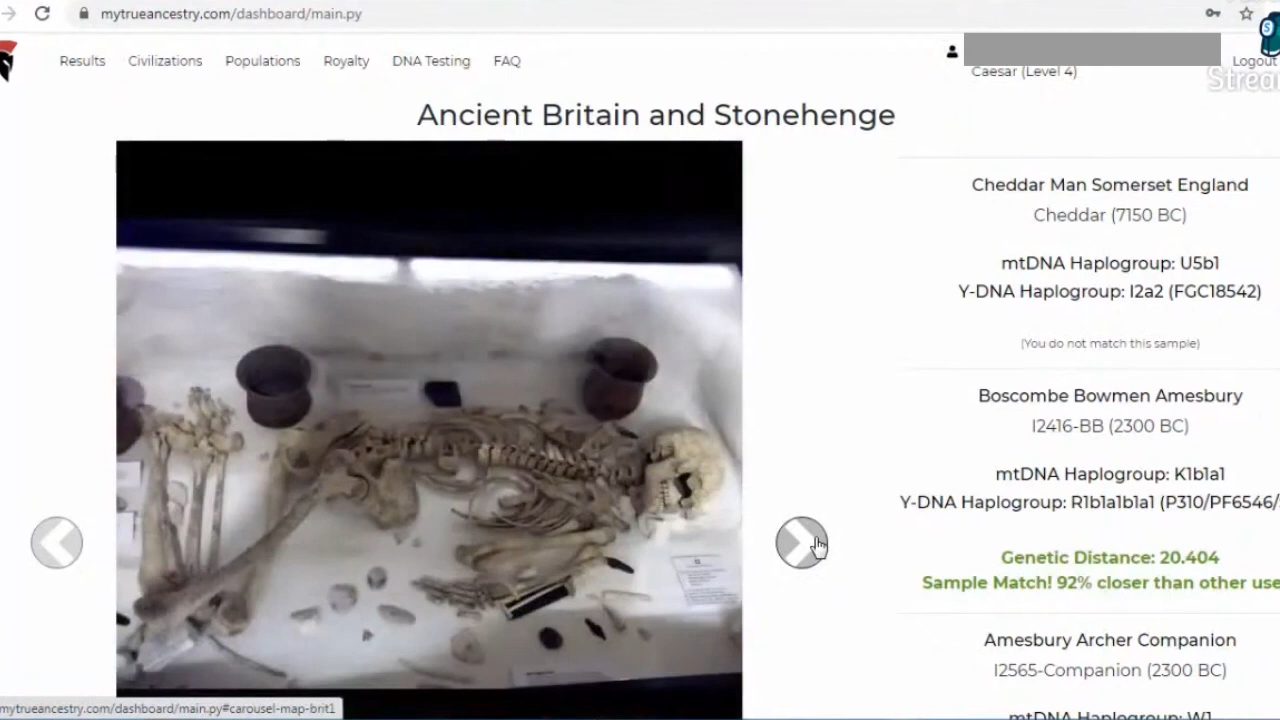 mytrueancestry.com/dashboard/main.py
Results Civilizations Populations Royalty DNA Testing FAQ
Logout
Caesar (Level 4)
Strea
Ancient Britain and Stonehenge
Cheddar Man Somerset England
Cheddar (7150 BC)
mtDNA Haplogroup: U5b1
Y-DNA Haplogroup: I2a2 (FGC18542)
(You do not match this sample)
Boscombe Bowmen Amesbury
I2416-BB (2300 BC)
mtDNA Haplogroup: K1b1a1
Y-DNA Haplogroup: R1b1a1b1a1 (P310/PF6546/
Genetic Distance: 20.404
Sample Match! 92% closer than other use
Amesbury Archer Companion
I2565-Companion (2300 BC)
mtDNA Haplogroup: W1
mytrueancestry.com/dashboard/main.py#carousel-map-brit1